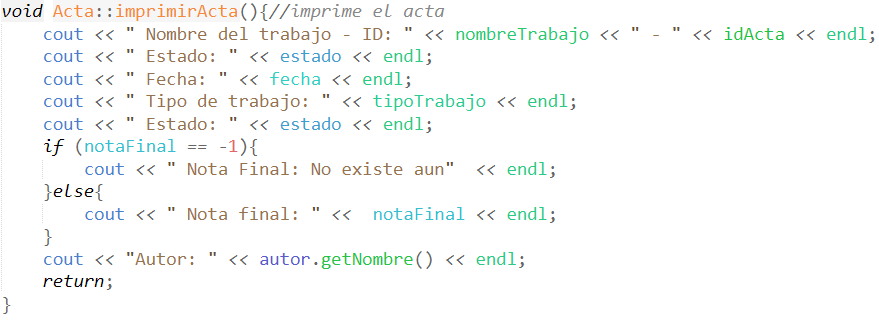 void Acta::imprimirActa(){//imprime el acta
    cout << " Nombre del trabajo - ID: " << nombreTrabajo << " - " << idActa << endl;
    cout << " Estado: " << estado << endl;
    cout << " Fecha: " << fecha << endl;
    cout << " Tipo de trabajo: " << tipoTrabajo << endl;
    cout << " Estado: " << estado << endl;
    if (notaFinal == -1){
        cout << " Nota Final: No existe aun"  << endl;
    }else{
        cout << " Nota final: " <<  notaFinal << endl;
    }
    cout << "Autor: " << autor.getNombre() << endl;
    return;
}